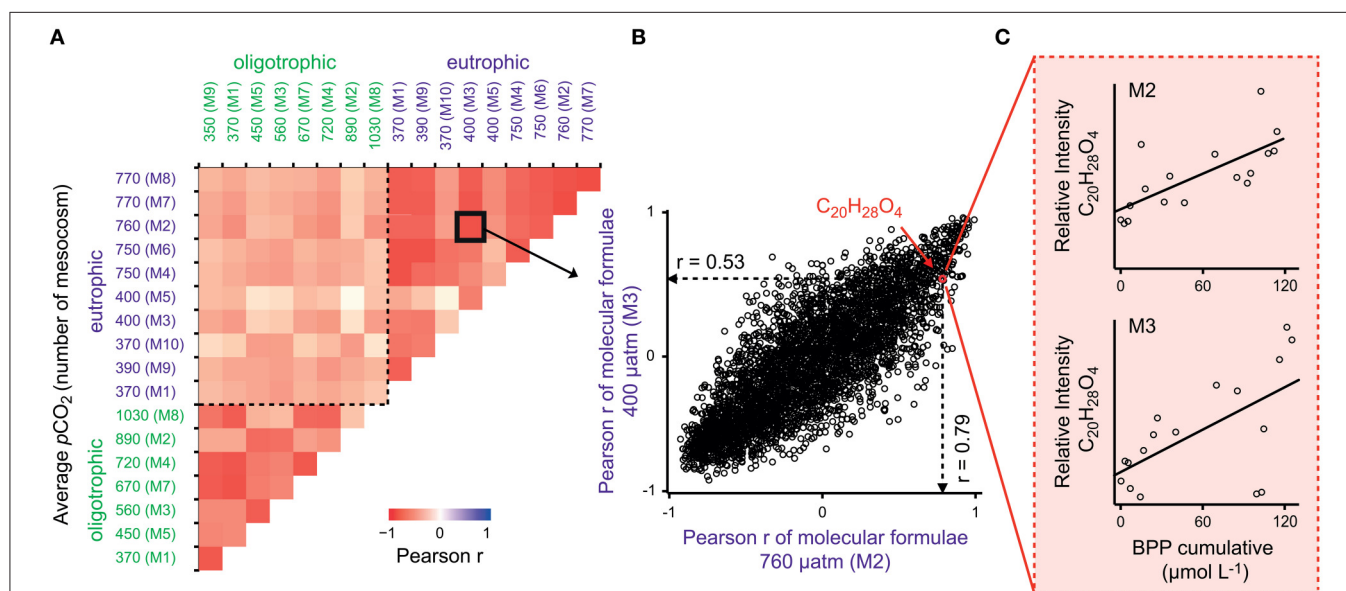 A
oligotrophic
eutrophic
350 (M9)
370 (M1)
450 (M5)
560 (M3)
670 (M7)
720 (M4)
890 (M2)
1030 (M8)
370 (M1)
390 (M9)
370 (M10)
400 (M3)
400 (M5)
750 (M4)
750 (M6)
760 (M2)
770 (M7)
Average pCO2 (number of mesocosm)
eutrophic
oligotrophic
770 (M8)
770 (M7)
760 (M2)
750 (M6)
750 (M4)
400 (M5)
400 (M3)
370 (M10)
390 (M9)
370 (M1)
1030 (M8)
890 (M2)
720 (M4)
670 (M7)
560 (M3)
450 (M5)
370 (M1)
−1 0 1
Pearson r
B
Pearson r of molecular formulae
400 µatm (M3)
1
0
-1
C20H28O4
r = 0.53
r = 0.79
-1 0 1
Pearson r of molecular formulae
760 µatm (M2)
C
Relative Intensity
C20H28O4
M2
0 60 120
Relative Intensity
C20H28O4
M3
0 60 120
BPP cumulative
(µmol L-1)